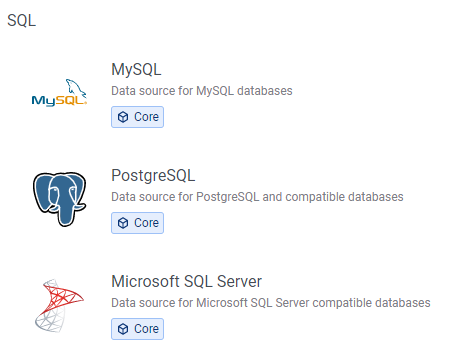 SQL
MySQL
Data source for MySQL databases
Core
MySQL
PostgreSQL
Data source for PostgreSQL and compatible databases
Core
Microsoft SQL Server
Data source for Microsoft SQL Server compatible databases
Core